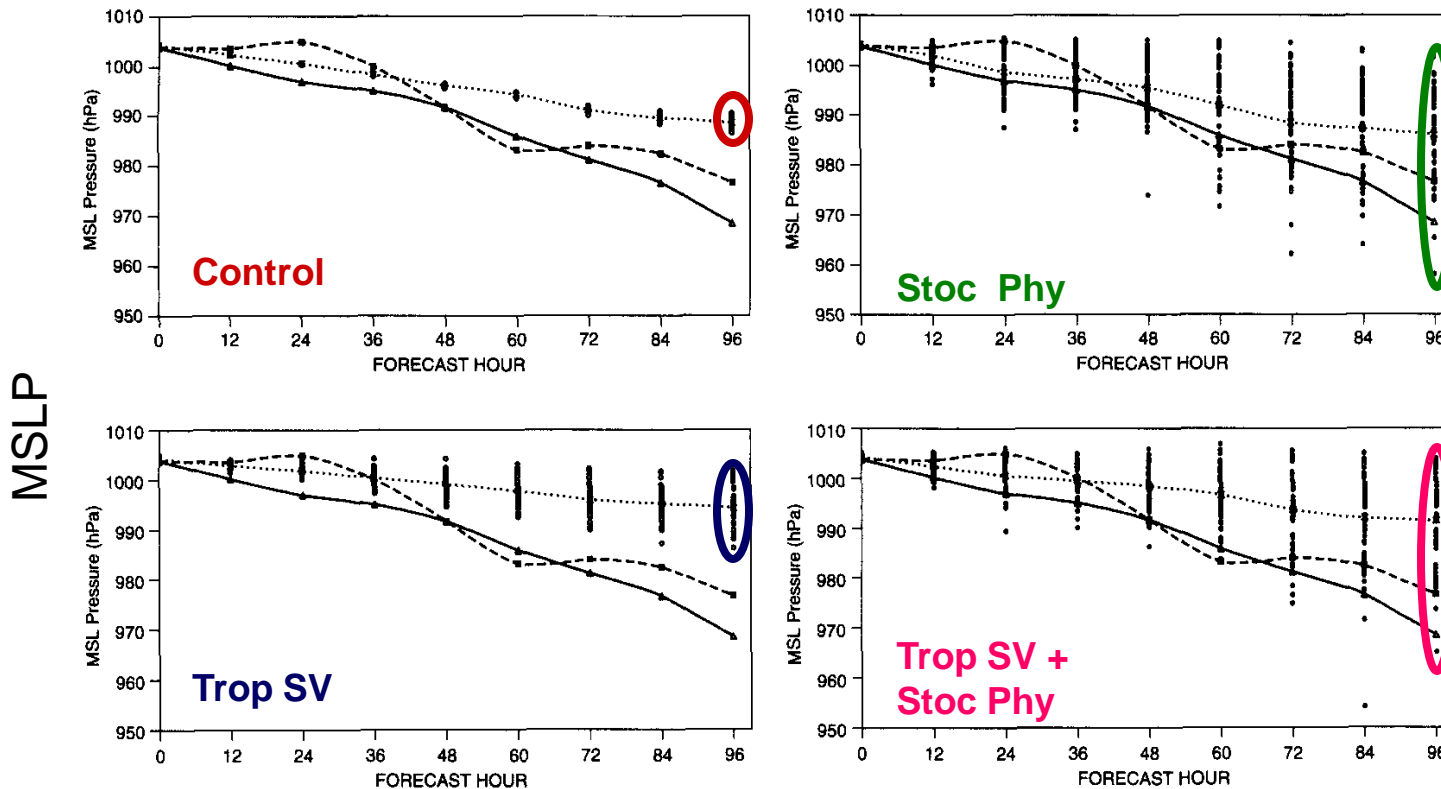 MSLP
1010
1000
990
980
970
960
950
MSL Pressure (hPa)
Control
0 12 24 36 48 60 72 84 96
FORECAST HOUR
1010
1000
990
980
970
960
950
MSL Pressure (hPa)
Stoc Phy
0 12 24 36 48 60 72 84 96
FORECAST HOUR
1010
1000
990
980
970
960
950
MSL Pressure (hPa)
Trop SV
0 12 24 36 48 60 72 84 96
FORECAST HOUR
1010
1000
990
980
970
960
950
MSL Pressure (hPa)
Trop SV +
Stoc Phy
0 12 24 36 48 60 72 84 96
FORECAST HOUR